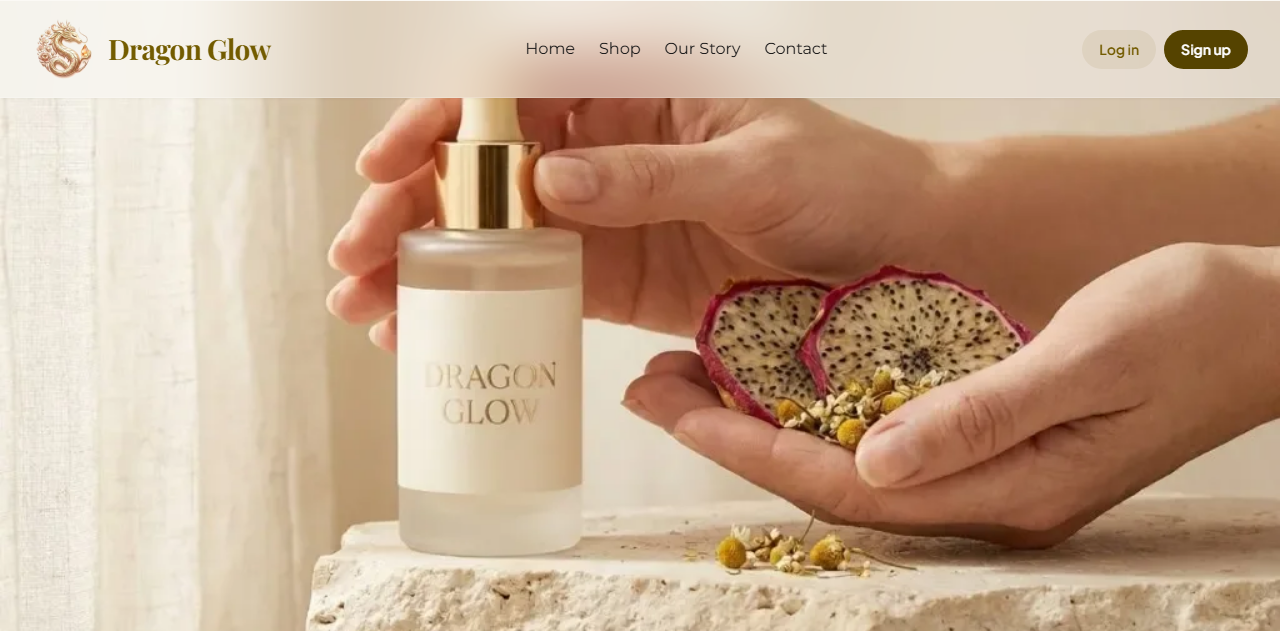 Dragon Glow
Home
Shop
Our Story
Contact
Log in
Sign up
DRAGON
GLOW